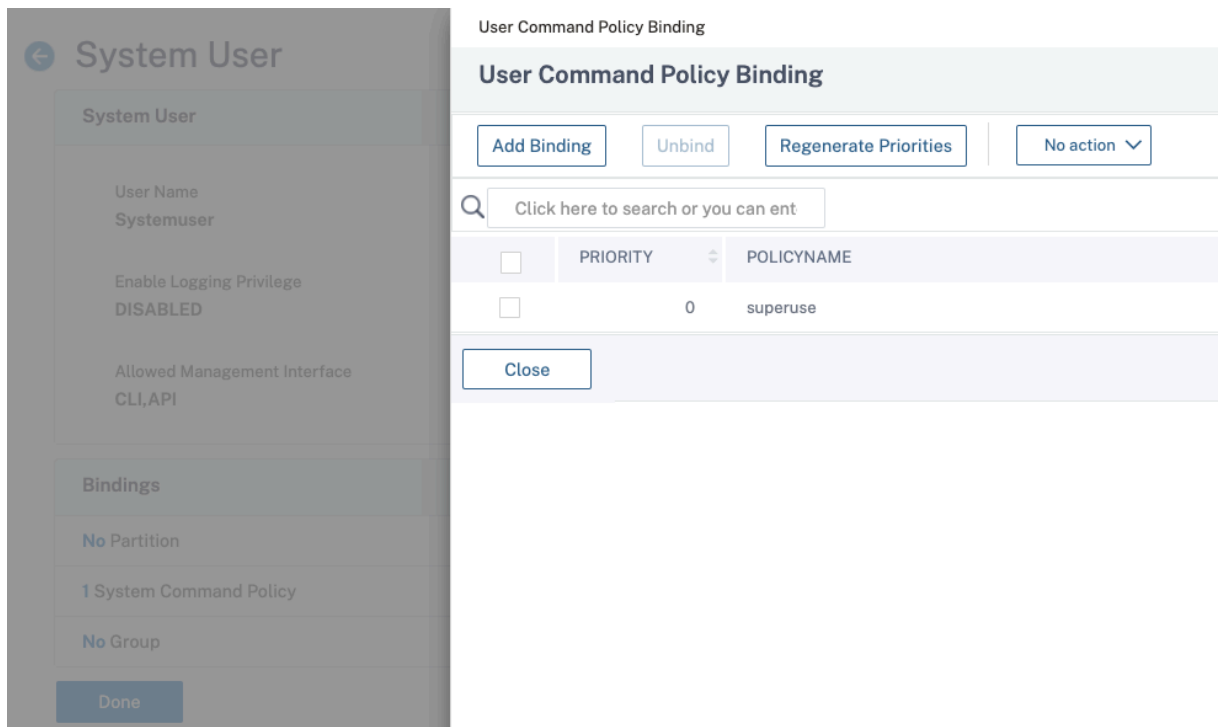 System User
System User
User Name
Systemuser
Enable Logging Privilege
DISABLED
Allowed Management Interface
CLI,API
Bindings
No Partition
1 System Command Policy
No Group
Done
User Command Policy Binding
User Command Policy Binding
Add Binding Unbind Regenerate Priorities No action
Click here to search or you can ent
PRIORITY POLICYNAME
0 superuse
Close